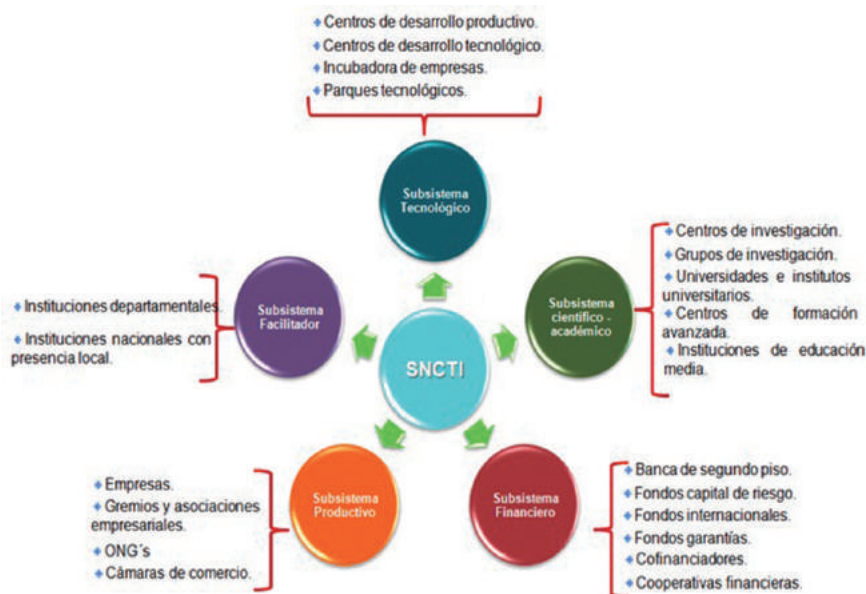 Centros de desarrollo productivo.
Centros de desarrollo tecnológico.
Incubadora de empresas.
Parques tecnológicos.
Subsistema
Tecnológico
Centros de investigación.
Grupos de investigación.
Universidades e institutos
universitarios.
Centros de formación
avanzada.
Instituciones de educación
media.
Subsistema
científico -
académico
Instituciones departamentales.
Instituciones nacionales con
presencia local.
Subsistema
Facilitador
SNCTI
Empresas.
Gremios y asociaciones
empresariales.
ONG´s
Cámaras de comercio.
Subsistema
Productivo
Subsistema
Financiero
Banca de segundo piso.
Fondos capital de riesgo.
Fondos internacionales.
Fondos garantías.
Cofinanciadores.
Cooperativas financieras.